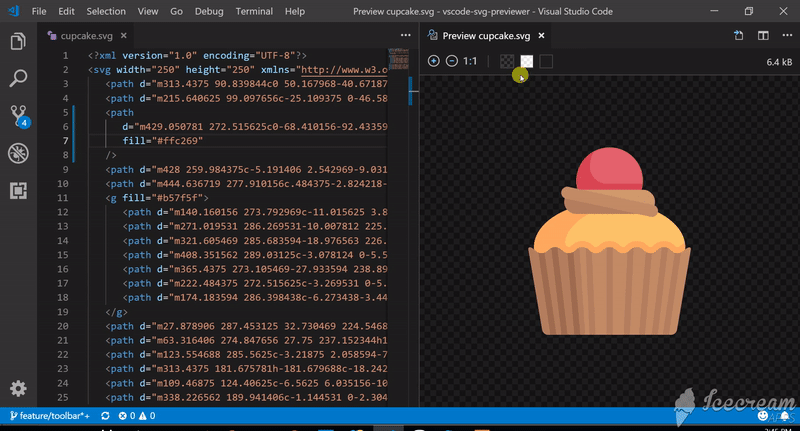 File Edit Selection View Go Debug Terminal Help Preview cupcake.svg - vscode-svg-previewer - Visual Studio Code
cupcake.svg
Preview cupcake.svg
1:1
6.4 kB
4
1 <?xml version="1.0" encoding="UTF-8"?>
2 <svg width="250" height="250" xmlns="http://www.w3.o
3 <path d="m313.4375 90.839844c0 50.167968-40.67187
4 <path d="m215.640625 99.097656c-25.109375 0-46.58
5 <path
6 d="m429.050781 272.515625c0-68.410156-92.43359
7 fill="#ffc269"
8 />
9 <path d="m428 259.984375c-5.191406 2.542969-9.031
10 <path d="m444.636719 277.910156c.484375-2.824218-
11 <g fill="#b57f5f">
12 <path d="m140.160156 273.792969c-11.015625 3.8
13 <path d="m271.019531 286.269531-10.007812 225.
14 <path d="m321.605469 285.683594-18.976563 226.
15 <path d="m408.351562 289.03125c-3.078124 0-5.5
16 <path d="m365.4375 273.105469-27.933594 238.89
17 <path d="m222.484375 272.515625c-3.269531 0-5.
18 <path d="m174.183594 286.398438c-6.273438-3.44
19 </g>
20 <path d="m27.878906 287.453125 32.730469 224.5468
21 <path d="m63.316406 274.847656 27.75 237.152344h1
22 <path d="m123.554688 285.5625c-3.21875 2.058594-7
23 <path d="m313.4375 181.675781h-181.679688c-18.242
24 <path d="m109.46875 124.40625c-6.5625 6.035156-10
25 <path d="m338.226562 189.941406c-1.144531 0-2.304
feature/toolbar*+ 0 0
Icecream
APPS